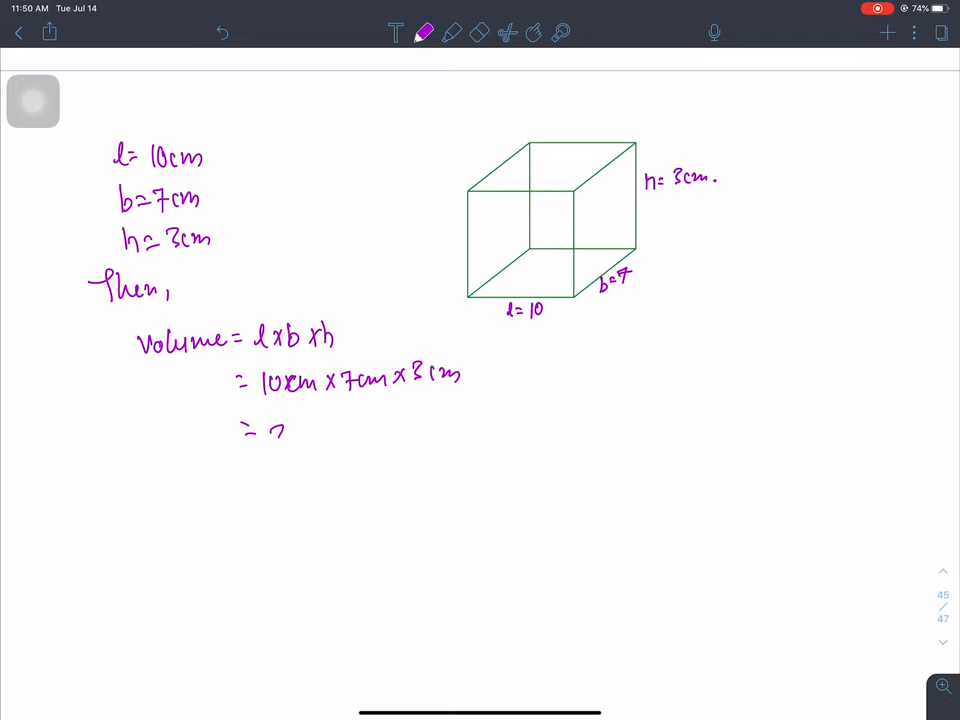 11:50 AM Tue Jul 14
74%
T
l= 10cm
b=7cm
h=3cm
Then,
Volume= l×b×h
= 10cm×7cm×3cm
= 2
h= 3cm.
b=7
l=10
45
/
47